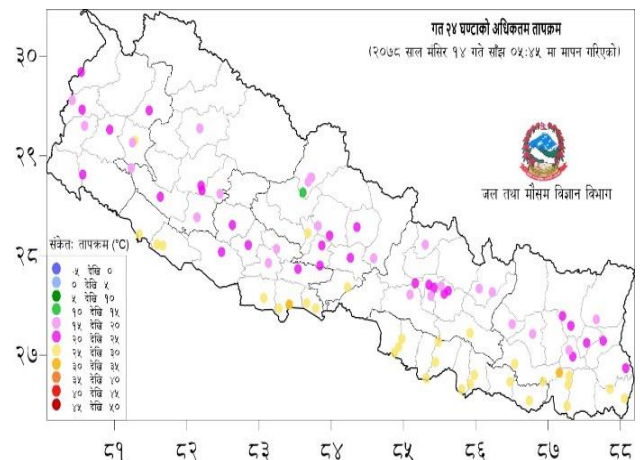 गत २४ घण्टाको अधिकतम तापक्रम
(२०७८ साल मंसिर १४ गते साँझ ०५:४५ मा मापन गरिएको)
३०
२९
२८
२७
जल तथा मौसम विज्ञान विभाग
संकेत: तापक्रम (°C)
-५ देखि ०
० देखि ५
५ देखि १०
१० देखि १५
१५ देखि २०
२० देखि २५
२५ देखि ३०
३० देखि ३५
३५ देखि ४०
४० देखि ४५
४५ देखि ५०
८१ ८२ ८३ ८४ ८५ ८६ ८७ ८८